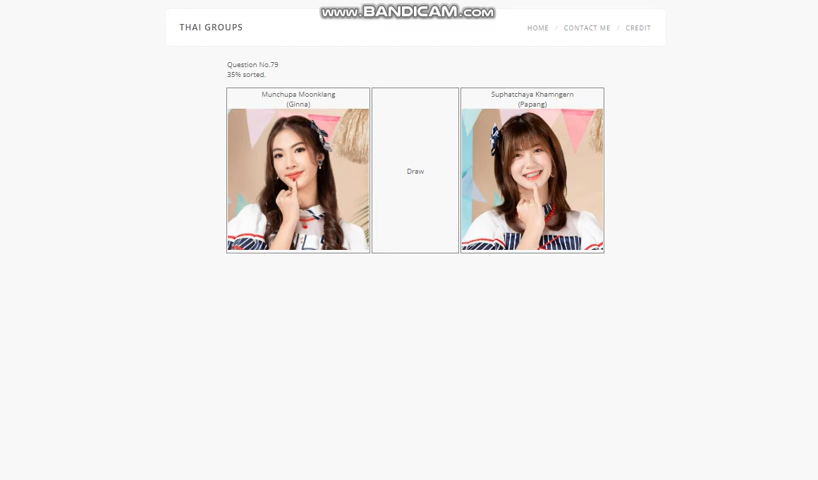 www.BANDICAM.com
THAI GROUPS
HOME / CONTACT ME / CREDIT
Question No.79
35% sorted.
Munchupa Moonklang
(Ginna)
Draw
Suphatchaya Khamngern
(Papang)